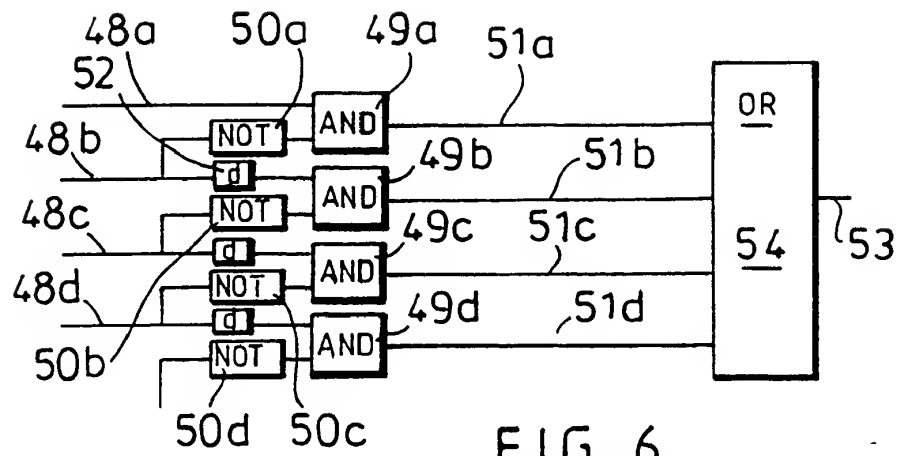 48a 50a 49a 51a
52
OR
NOT AND
48b 49b 51b
d
AND
NOT
48c 49c 51c
54 53
d
AND
NOT
48d 49d 51d
d
AND
50b NOT
50d 50c
FIG 6